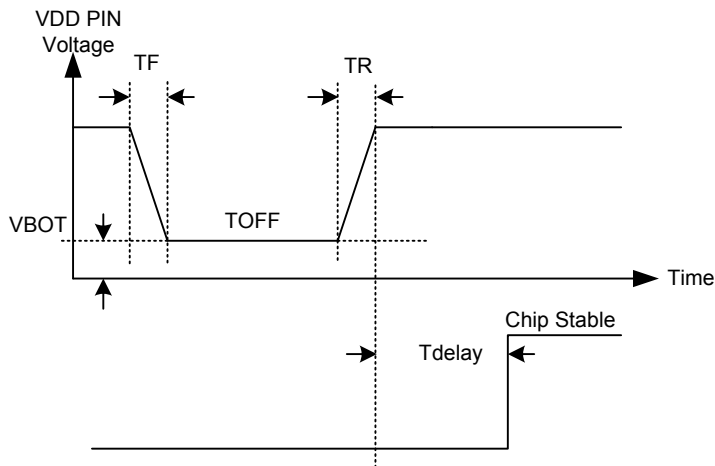 VDD PIN
Voltage
TF
TR
VBOT
TOFF
Time
Chip Stable
Tdelay